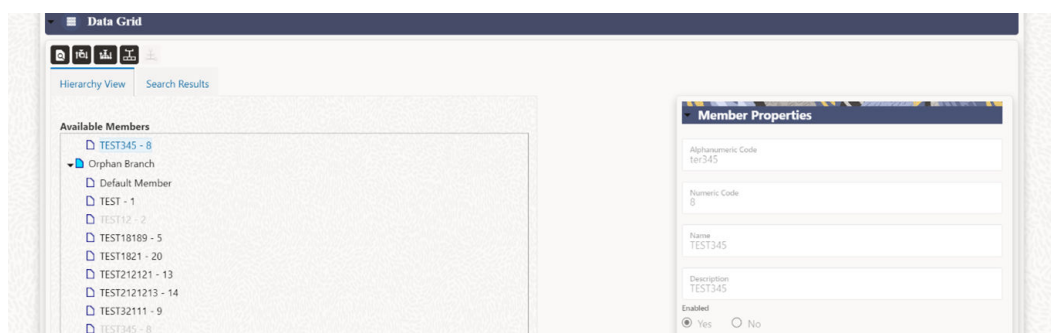 Data Grid
Hierarchy View Search Results
Available Members
TEST345 - 8
Orphan Branch
Default Member
TEST - 1
TEST12 - 2
TEST18189 - 5
TEST1821 - 20
TEST212121 - 13
TEST2121213 - 14
TEST32111 - 9
TEST345 - 8
Member Properties
Alphanumeric Code
ter345
Numeric Code
8
Name
TEST345
Description
TEST345
Enabled
Yes No